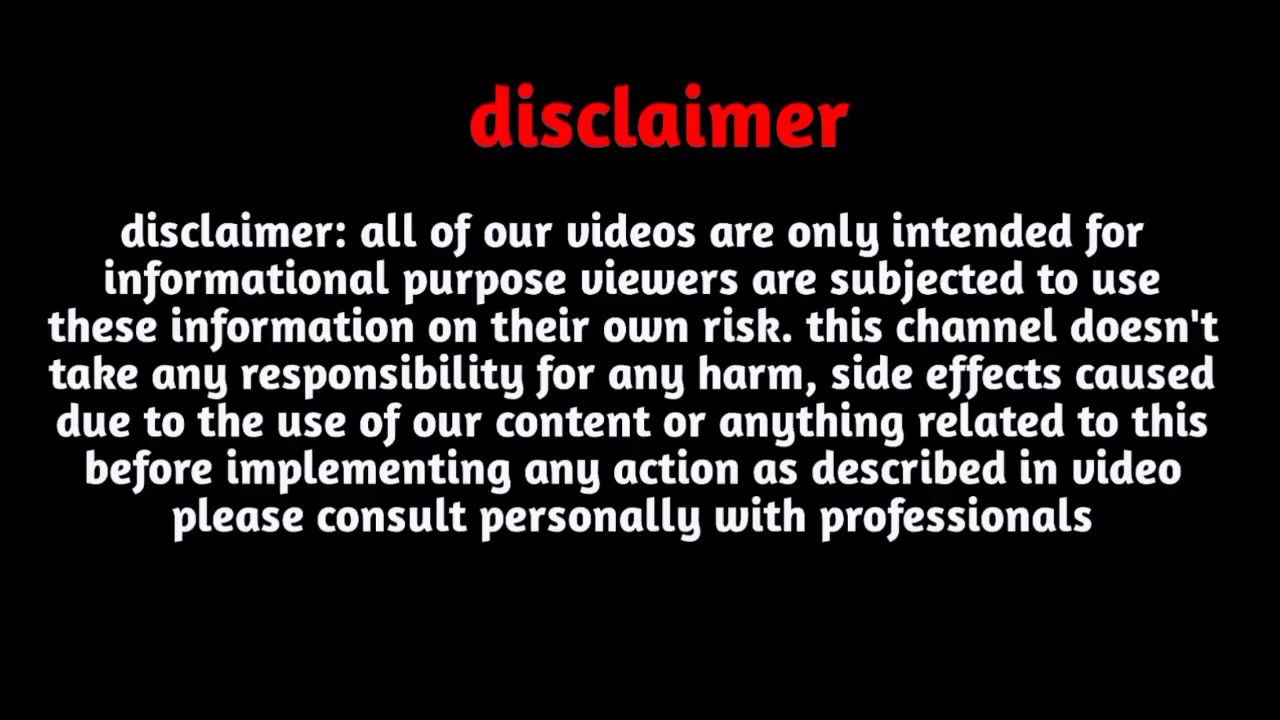 disclaimer
disclaimer: all of our videos are only intended for
informational purpose viewers are subjected to use
these information on their own risk. this channel doesn't
take any responsibility for any harm, side effects caused
due to the use of our content or anything related to this
before implementing any action as described in video
please consult personally with professionals